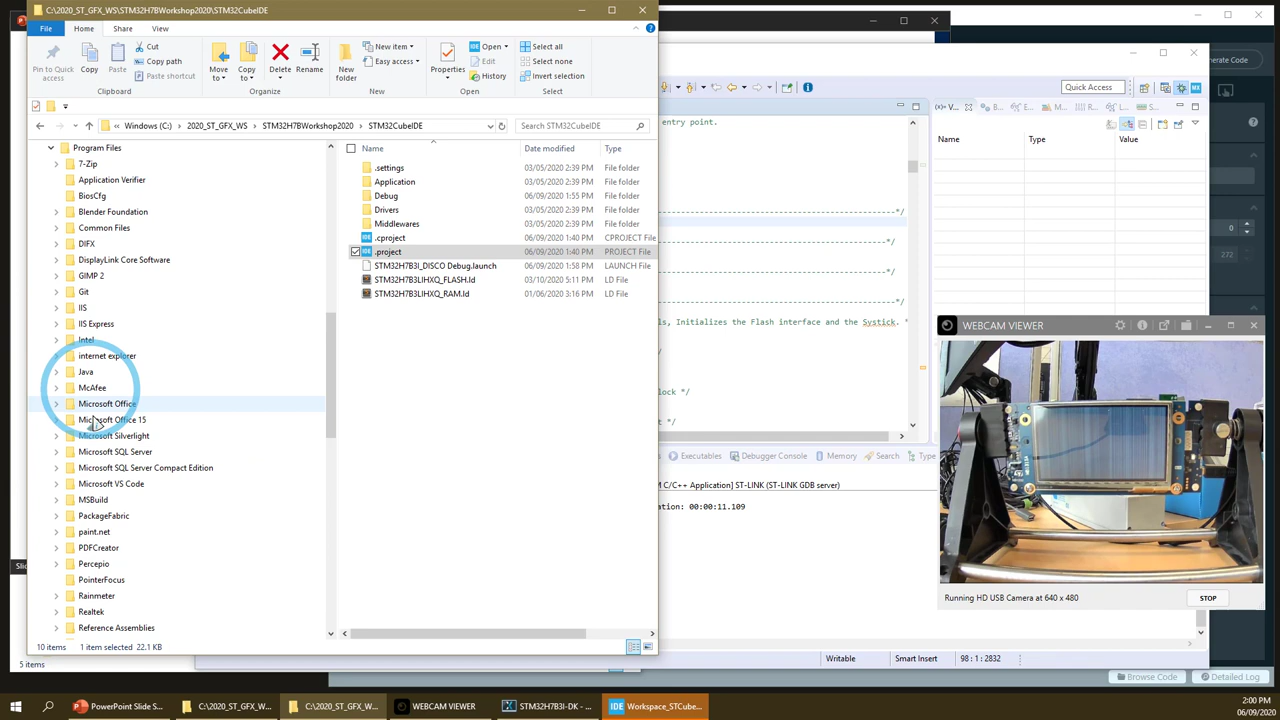 C:\2020_ST_GFX_WS\STM32H7BWorkshop2020\STM32CubeIDE
File
Home
Share
View
Pin to Quick access
Copy
Paste
Cut
Copy path
Paste shortcut
Clipboard
Move to
Copy to
Delete
Rename
Organize
New folder
New item
Easy access
New
Properties
Open
Edit
History
Open
Select all
Select none
Invert selection
Select
Windows (C:)
2020_ST_GFX_WS
STM32H7BWorkshop2020
STM32CubeIDE
Search STM32CubeIDE
Program Files
7-Zip
Application Verifier
BiosCfg
Blender Foundation
Common Files
DIFX
DisplayLink Core Software
GIMP 2
Git
IIS
IIS Express
Intel
internet explorer
Java
McAfee
Microsoft Office
Microsoft Office 15
Microsoft Silverlight
Microsoft SQL Server
Microsoft SQL Server Compact Edition
Microsoft VS Code
MSBuild
PackageFabric
paint.net
PDFCreator
Percepio
PointerFocus
Rainmeter
Realtek
Reference Assemblies
Name Date modified Type
.settings 03/05/2020 2:39 PM File folder
Application 03/05/2020 2:39 PM File folder
Debug 06/09/2020 1:55 PM File folder
Drivers 03/05/2020 2:39 PM File folder
Middlewares 03/05/2020 2:39 PM File folder
.cproject 06/09/2020 1:40 PM CPROJECT File
.project 06/09/2020 1:40 PM PROJECT File
STM32H7B3I_DISCO Debug.launch 06/09/2020 1:58 PM LAUNCH File
STM32H7B3LIHXQ_FLASH.ld 03/10/2020 5:11 PM LD File
STM32H7B3LIHXQ_RAM.ld 01/06/2020 3:16 PM LD File
10 items 1 item selected 22.1 KB
5 items
Quick Access
entry point.
----------------------------------------------------*/
ls, Initializes the Flash interface and the Systick.
lock */
t */
Name Type Value
Executables
Debugger Console
Memory
Search
Type
M C/C++ Application] ST-LINK (ST-LINK GDB server)
ation: 00:00:11.109
Writable
Smart Insert
98 : 1 : 2832
erate Code
0
272
WEBCAM VIEWER
Running HD USB Camera at 640 x 480
STOP
Browse Code
Detailed Log
PowerPoint Slide S...
C:\2020_ST_GFX_W...
C:\2020_ST_GFX_W...
WEBCAM VIEWER
STM32H7B3I-DK - ...
IDE
Workspace_STCube...
2:00 PM
06/09/2020